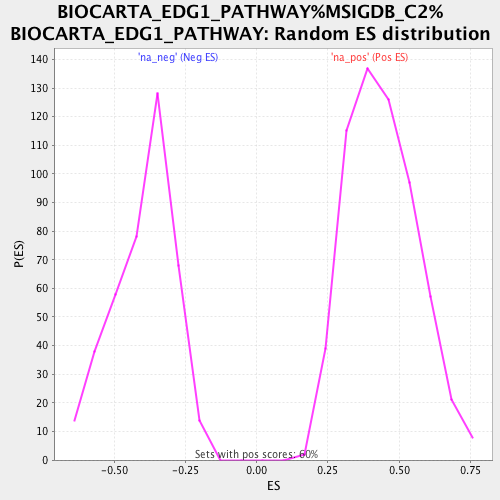 BIOCARTA_EDG1_PATHWAY%MSIGDB_C2%
BIOCARTA_EDG1_PATHWAY: Random ES distribution
'na_neg' (Neg ES) 'na_pos' (Pos ES)
140
130
120
110
100
90
80
70
60
50
40
30
20
10
0
P(ES)
Sets with pos scores: 60%
-0.50 -0.25 0.00 0.25 0.50 0.75
ES